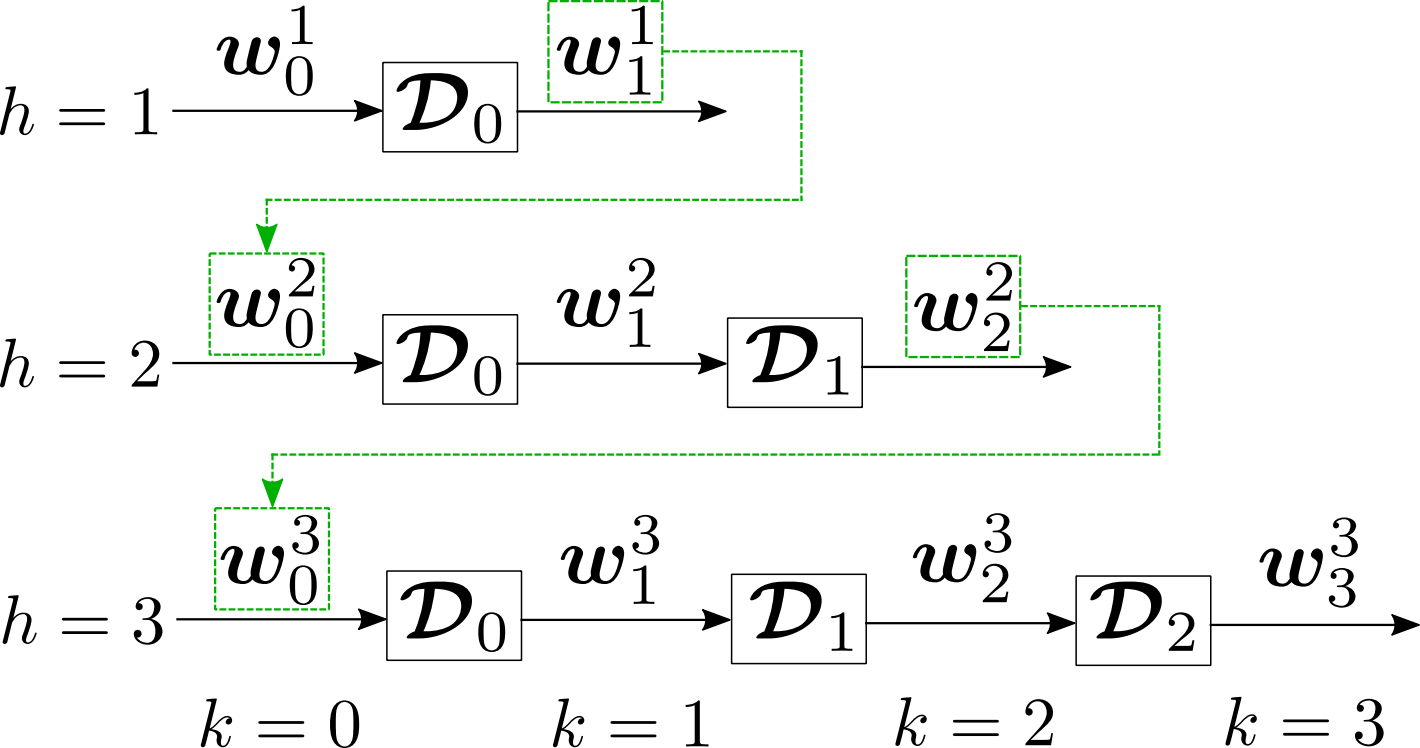 h = 1 w_0^1 𝓓_0 w_1^1
h = 2 w_0^2 𝓓_0 w_1^2 𝓓_1 w_2^2
h = 3 w_0^3 𝓓_0 w_1^3 𝓓_1 w_2^3 𝓓_2 w_3^3
k = 0 k = 1 k = 2 k = 3